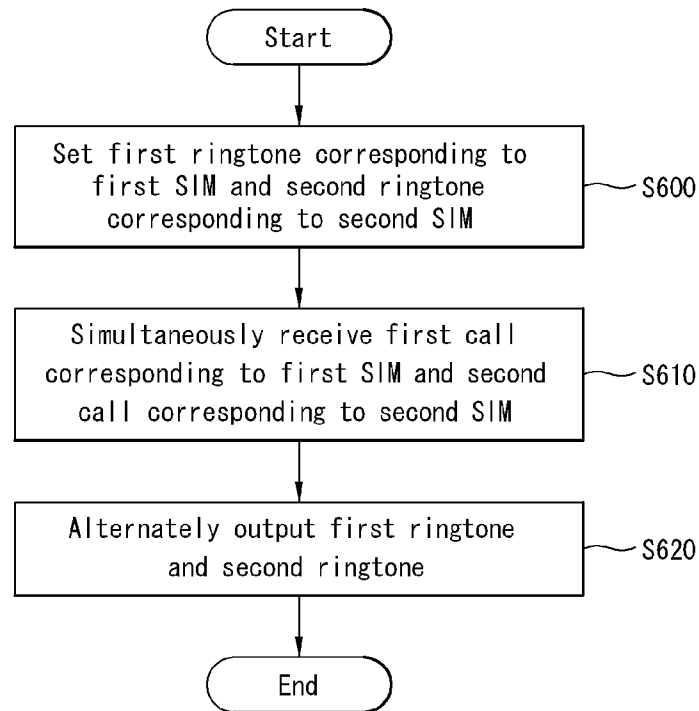 Start
Set first ringtone corresponding to
first SIM and second ringtone
corresponding to second SIM
S600
Simultaneously receive first call
corresponding to first SIM and second
call corresponding to second SIM
S610
Alternately output first ringtone
and second ringtone
S620
End